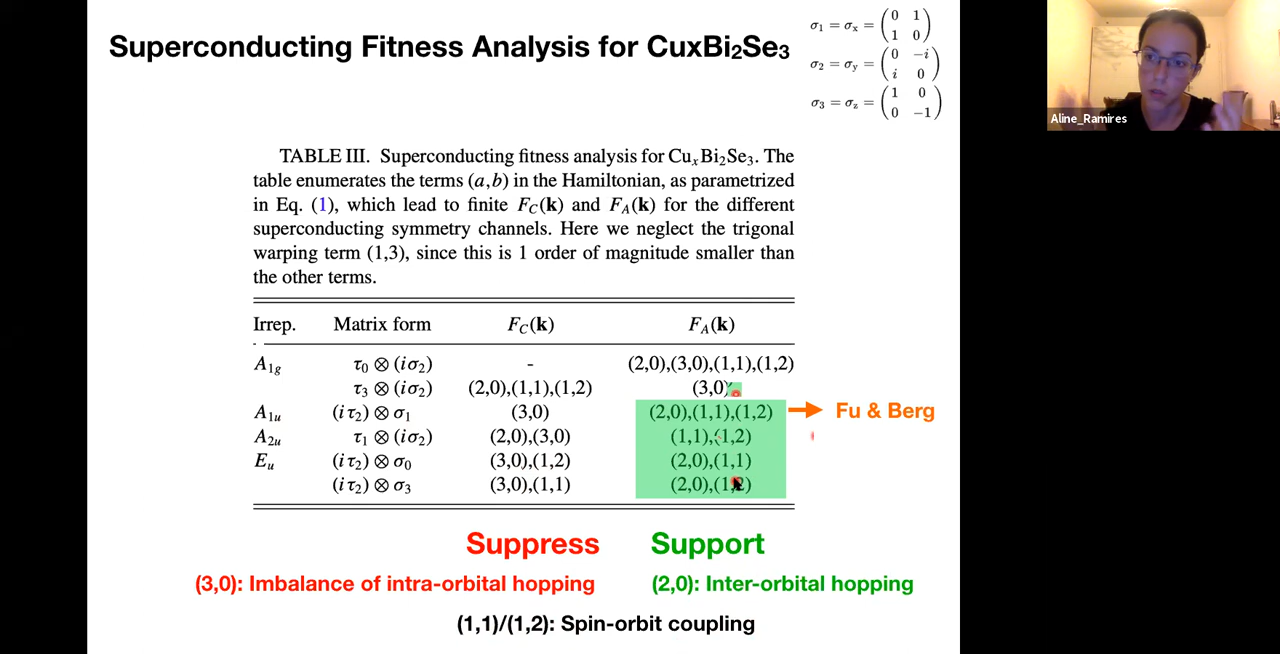 Superconducting Fitness Analysis for CuxBi₂Se₃
σ₁ = σₓ = (0 1
1 0)
σ₂ = σᵧ = (0 −i
i 0)
σ₃ = σ_z = (1 0
0 −1)
Aline_Ramires
TABLE III. Superconducting fitness analysis for CuₓBi₂Se₃. The
table enumerates the terms (a,b) in the Hamiltonian, as parametrized
in Eq. (1), which lead to finite F_C(k) and F_A(k) for the different
superconducting symmetry channels. Here we neglect the trigonal
warping term (1,3), since this is 1 order of magnitude smaller than
the other terms.
Irrep. Matrix form F_C(k) F_A(k)
A₁g τ₀ ⊗ (iσ₂) - (2,0),(3,0),(1,1),(1,2)
τ₃ ⊗ (iσ₂) (2,0),(1,1),(1,2) (3,0)
A₁ᵤ (iτ₂) ⊗ σ₁ (3,0) (2,0),(1,1),(1,2) Fu & Berg
A₂ᵤ τ₁ ⊗ (iσ₂) (2,0),(3,0) (1,1),(1,2)
Eᵤ (iτ₂) ⊗ σ₀ (3,0),(1,2) (2,0),(1,1)
(iτ₂) ⊗ σ₃ (3,0),(1,1) (2,0),(1,2)
Suppress Support
(3,0): Imbalance of intra-orbital hopping (2,0): Inter-orbital hopping
(1,1)/(1,2): Spin-orbit coupling